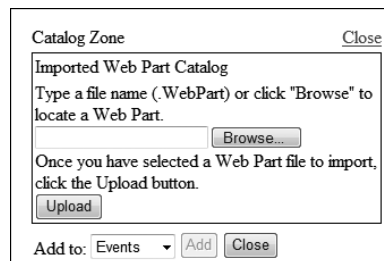 Catalog Zone Close
Imported Web Part Catalog
Type a file name (.WebPart) or click "Browse" to
locate a Web Part.
Browse...
Once you have selected a Web Part file to import,
click the Upload button.
Upload
Add to: Events Add Close